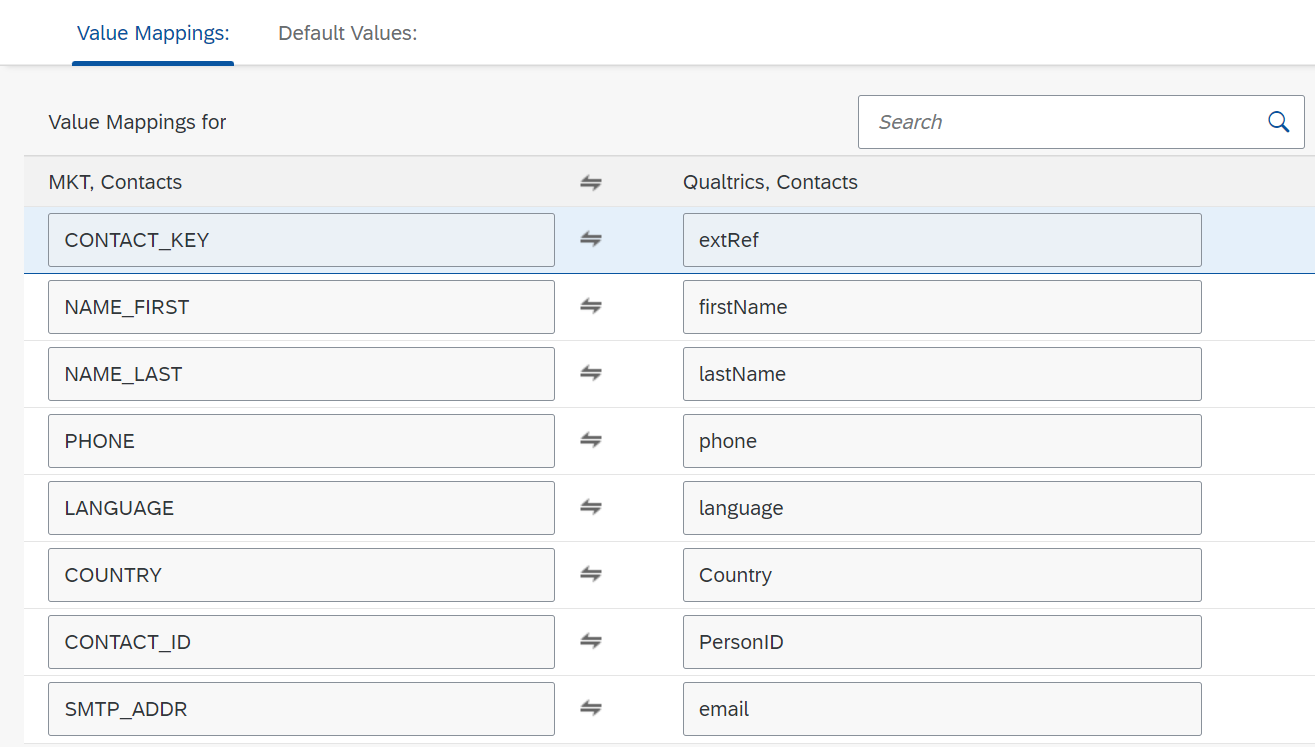 Value Mappings: Default Values:
Value Mappings for Search
MKT, Contacts Qualtrics, Contacts
CONTACT_KEY extRef
NAME_FIRST firstName
NAME_LAST lastName
PHONE phone
LANGUAGE language
COUNTRY Country
CONTACT_ID PersonID
SMTP_ADDR email